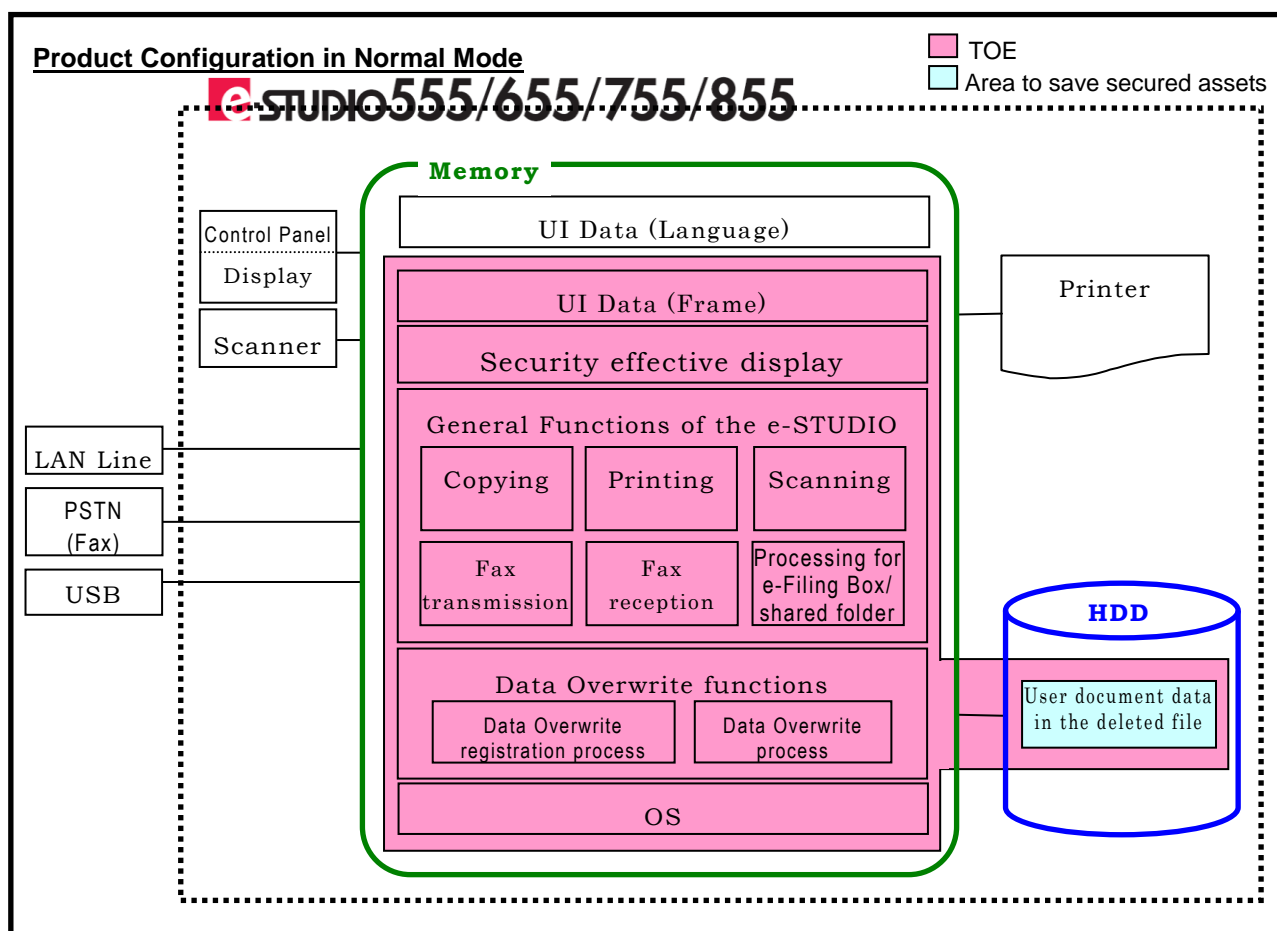 Product Configuration in Normal Mode
TOE
Area to save secured assets
e-STUDIO555/655/755/855
Memory
UI Data (Language)
Control Panel
Display
Scanner
UI Data (Frame)
Security effective display
Printer
General Functions of the e-STUDIO
Copying
Printing
Scanning
LAN Line
PSTN
(Fax)
USB
Fax
transmission
Fax
reception
Processing for
e-Filing Box/
shared folder
HDD
User document data
in the deleted file
Data Overwrite functions
Data Overwrite
registration process
Data Overwrite
process
OS